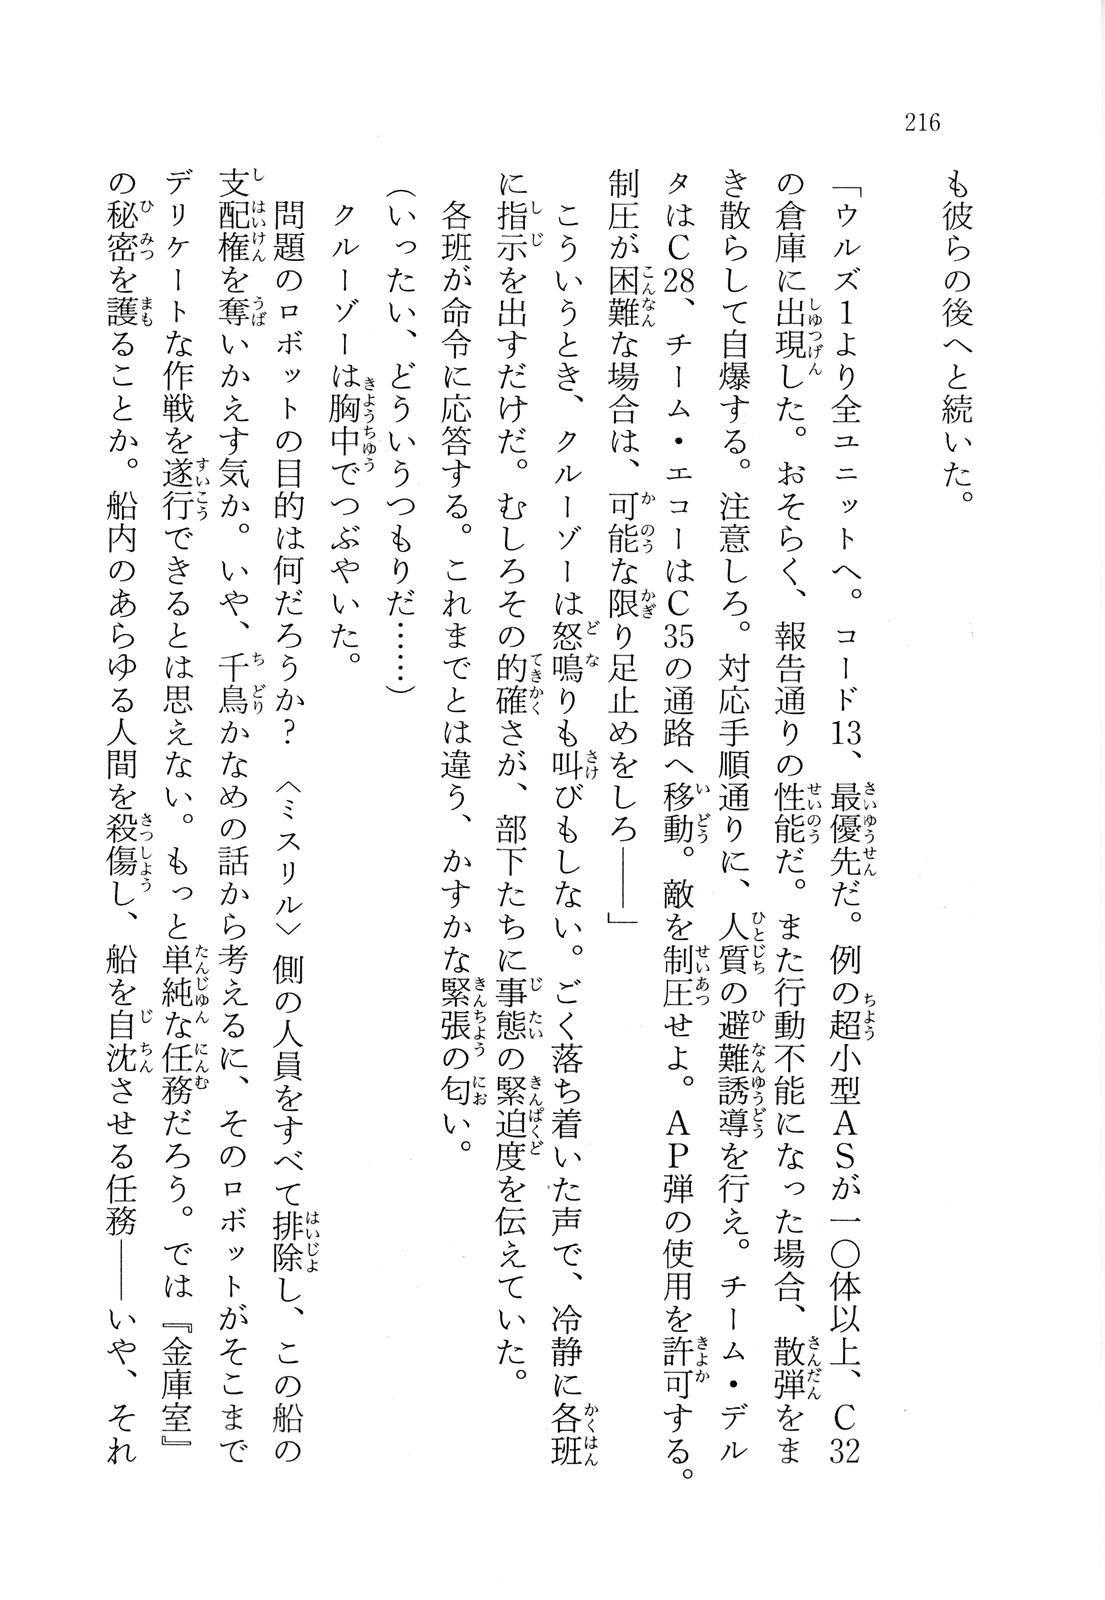 216
も彼らの後へと続いた。
「ウルズ1より全ユニットへ。コード13、最優先だ。例の超小型ASが一〇体以上、C32
の倉庫に出現した。おそらく、報告通りの性能だ。また行動不能になった場合、散弾をま
き散らして自爆する。注意しろ。対応手順通りに、人質の避難誘導を行え。チーム・デル
タはC28、チーム・エコーはC35の通路へ移動。敵を制圧せよ。AP弾の使用を許可する。
制圧が困難な場合は、可能な限り足止めをしろ――」
こういうとき、クルーゾーは怒鳴りも叫びもしない。ごく落ち着いた声で、冷静に各班
に指示を出すだけだ。むしろその的確さが、部下たちに事態の緊迫度を伝えていた。
各班が命令に応答する。これまでとは違う、かすかな緊張の匂い。
（いったい、どういうつもりだ……）
クルーゾーは胸中でつぶやいた。
問題のロボットの目的は何だろうか？　〈ミスリル〉側の人員をすべて排除し、この船の
支配権を奪いかえす気か。いや、千鳥かなめの話から考えるに、そのロボットがそこまで
デリケートな作戦を遂行できるとは思えない。もっと単純な任務だろう。では『金庫室』
の秘密を護ることか。船内のあらゆる人間を殺傷し、船を自沈させる任務――いや、それ